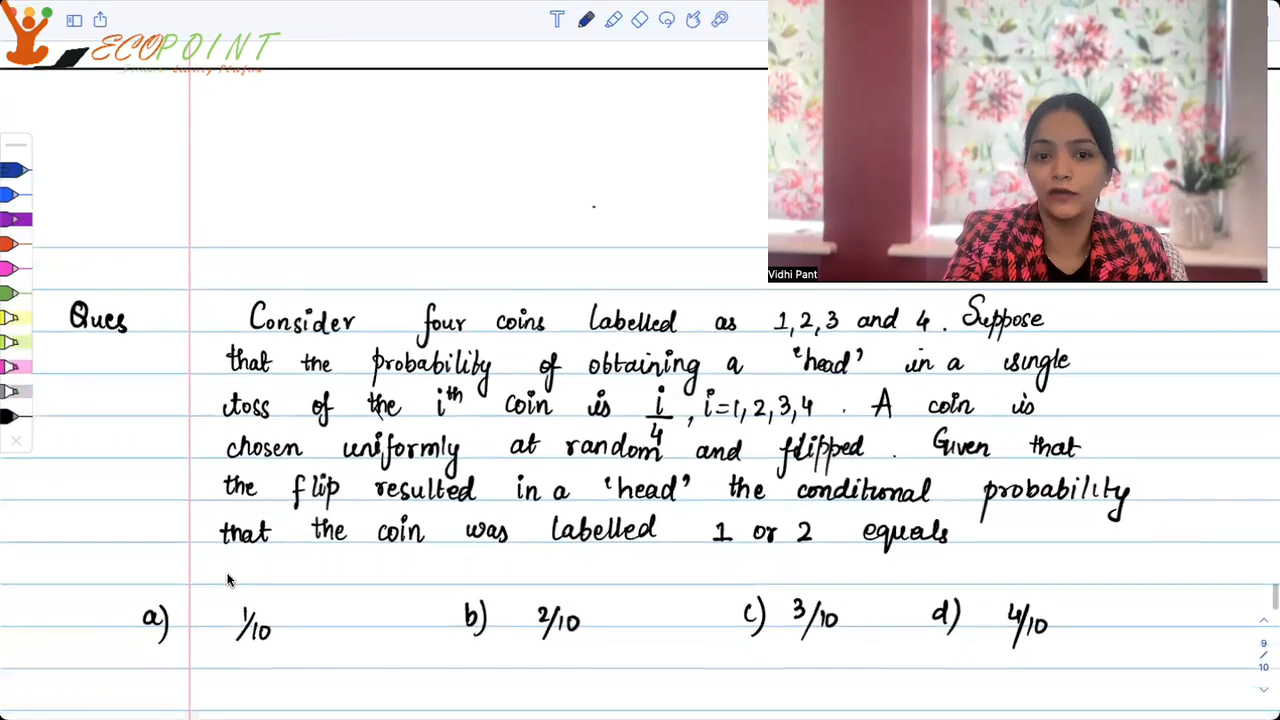 ECOPOINT
Vidhi Pant
Ques Consider four coins labelled as 1, 2, 3 and 4. Suppose
that the probability of obtaining a 'head' in a single
toss of the ith coin is i/4, i=1, 2, 3, 4. A coin is
chosen uniformly at random and flipped. Given that
the flip resulted in a 'head' the conditional probability
that the coin was labelled 1 or 2 equals
a) 1/10 b) 2/10 c) 3/10 d) 4/10
9
/
10